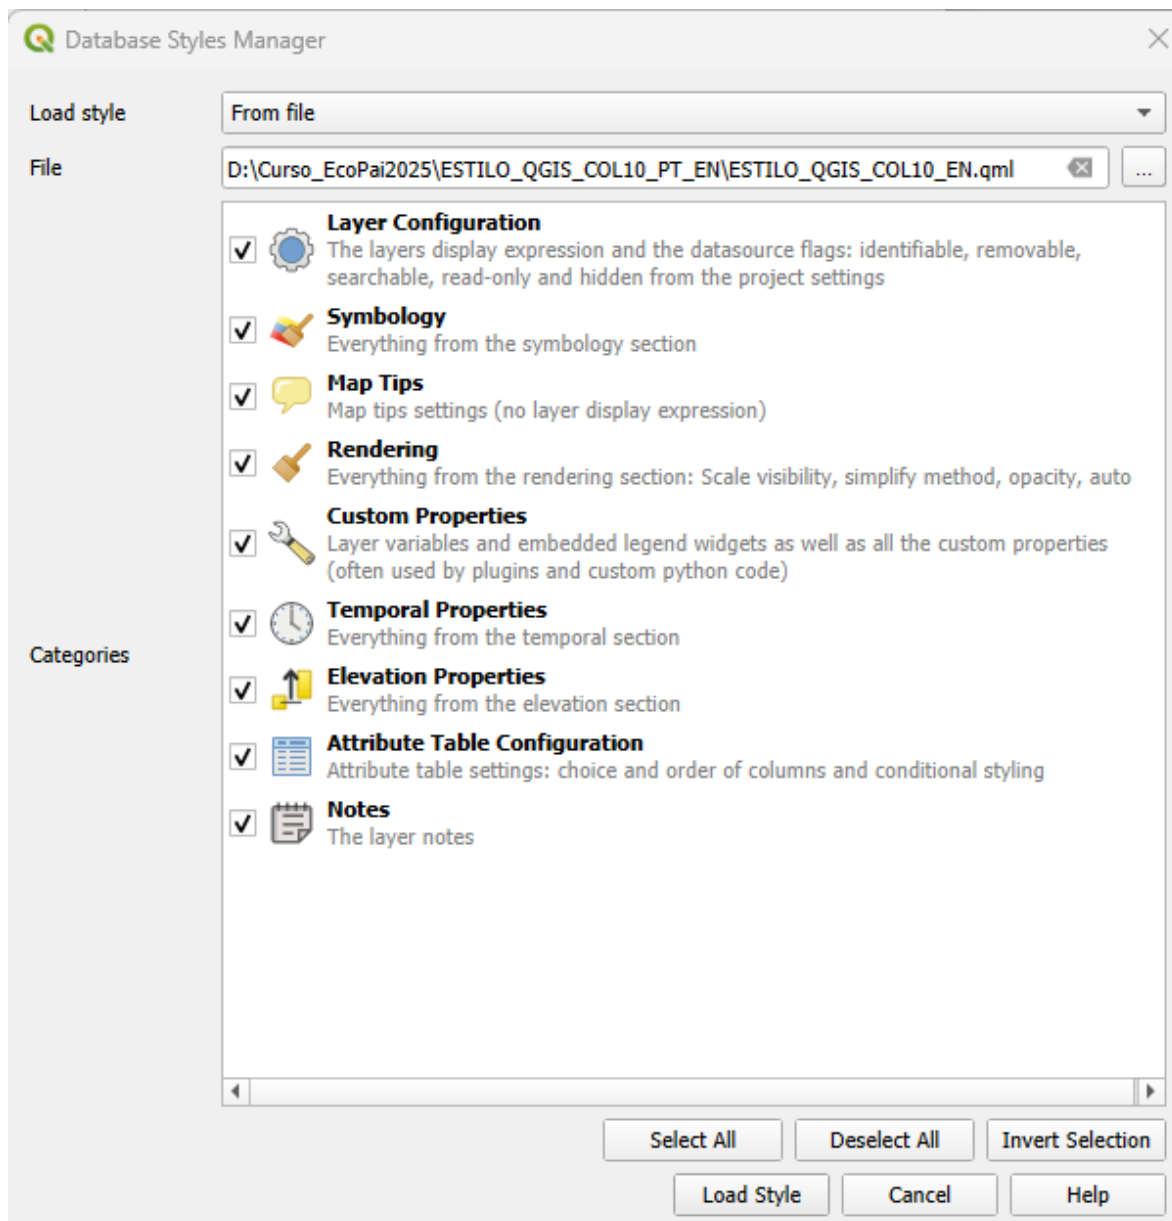 Database Styles Manager
Load style
From file
File
D:\Curso_EcoPai2025\ESTILO_QGIS_COL10_PT_EN\ESTILO_QGIS_COL10_EN.qml
...
Categories
Layer Configuration
The layers display expression and the datasource flags: identifiable, removable,
searchable, read-only and hidden from the project settings
Symbology
Everything from the symbology section
Map Tips
Map tips settings (no layer display expression)
Rendering
Everything from the rendering section: Scale visibility, simplify method, opacity, auto
Custom Properties
Layer variables and embedded legend widgets as well as all the custom properties
(often used by plugins and custom python code)
Temporal Properties
Everything from the temporal section
Elevation Properties
Everything from the elevation section
Attribute Table Configuration
Attribute table settings: choice and order of columns and conditional styling
Notes
The layer notes
Select All
Deselect All
Invert Selection
Load Style
Cancel
Help